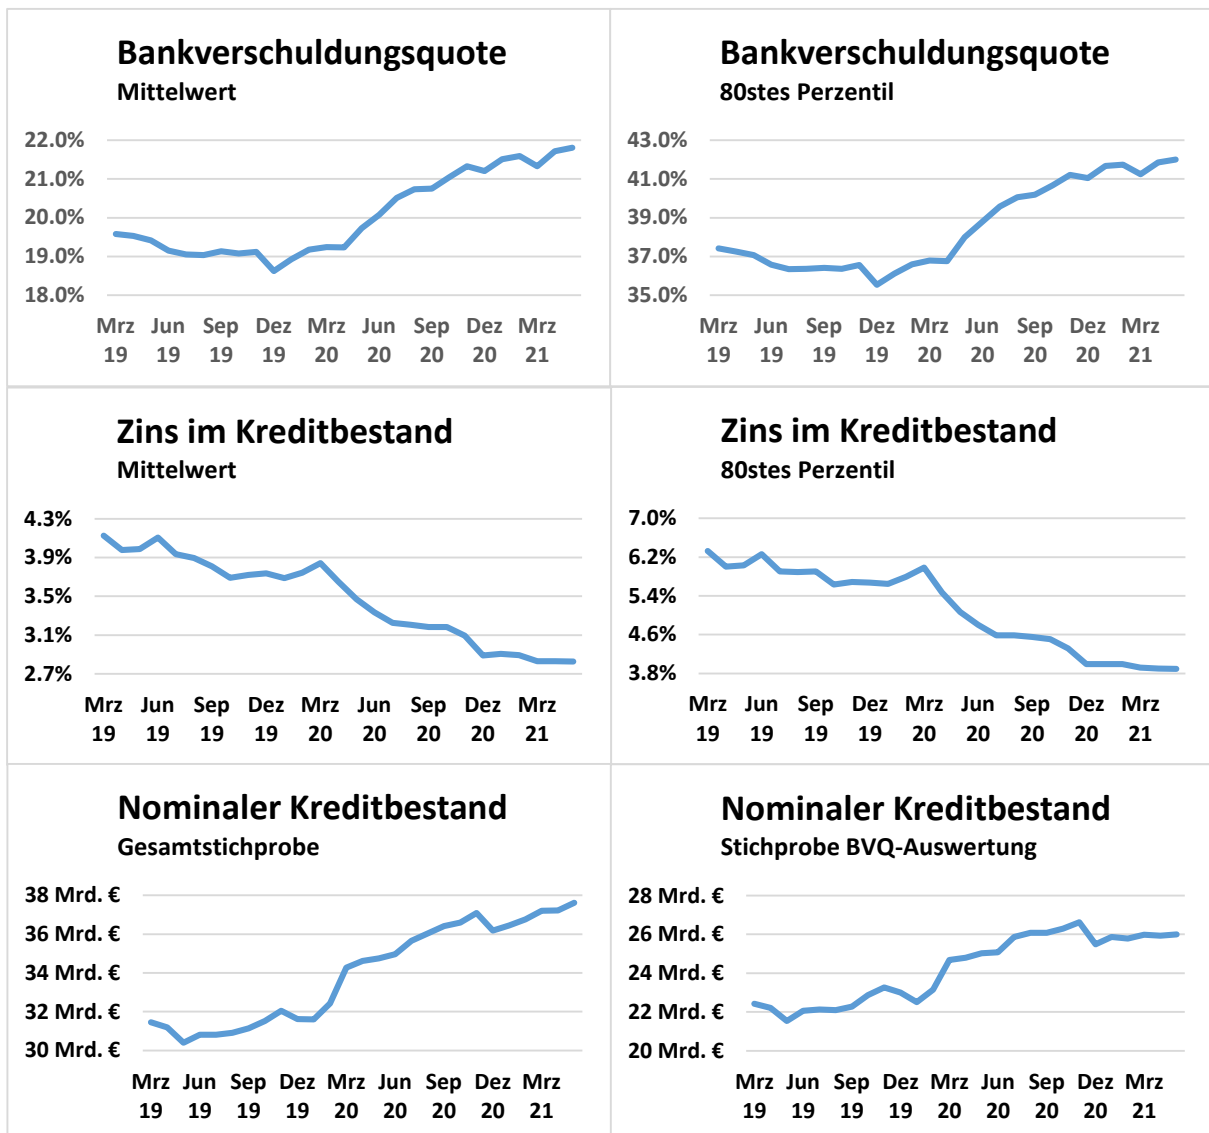 Bankverschuldungsquote
Mittelwert
22.0%
21.0%
20.0%
19.0%
18.0%
Mrz Jun Sep Dez Mrz Jun Sep Dez Mrz
19 19 19 19 20 20 20 20 21
Bankverschuldungsquote
80stes Perzentil
43.0%
41.0%
39.0%
37.0%
35.0%
Mrz Jun Sep Dez Mrz Jun Sep Dez Mrz
19 19 19 19 20 20 20 20 21
Zins im Kreditbestand
Mittelwert
4.3%
3.9%
3.5%
3.1%
2.7%
Mrz Jun Sep Dez Mrz Jun Sep Dez Mrz
19 19 19 19 20 20 20 20 21
Zins im Kreditbestand
80stes Perzentil
7.0%
6.2%
5.4%
4.6%
3.8%
Mrz Jun Sep Dez Mrz Jun Sep Dez Mrz
19 19 19 19 20 20 20 20 21
Nominaler Kreditbestand
Gesamtstichprobe
38 Mrd. €
36 Mrd. €
34 Mrd. €
32 Mrd. €
30 Mrd. €
Mrz Jun Sep Dez Mrz Jun Sep Dez Mrz
19 19 19 19 20 20 20 20 21
Nominaler Kreditbestand
Stichprobe BVQ-Auswertung
28 Mrd. €
26 Mrd. €
24 Mrd. €
22 Mrd. €
20 Mrd. €
Mrz Jun Sep Dez Mrz Jun Sep Dez Mrz
19 19 19 19 20 20 20 20 21